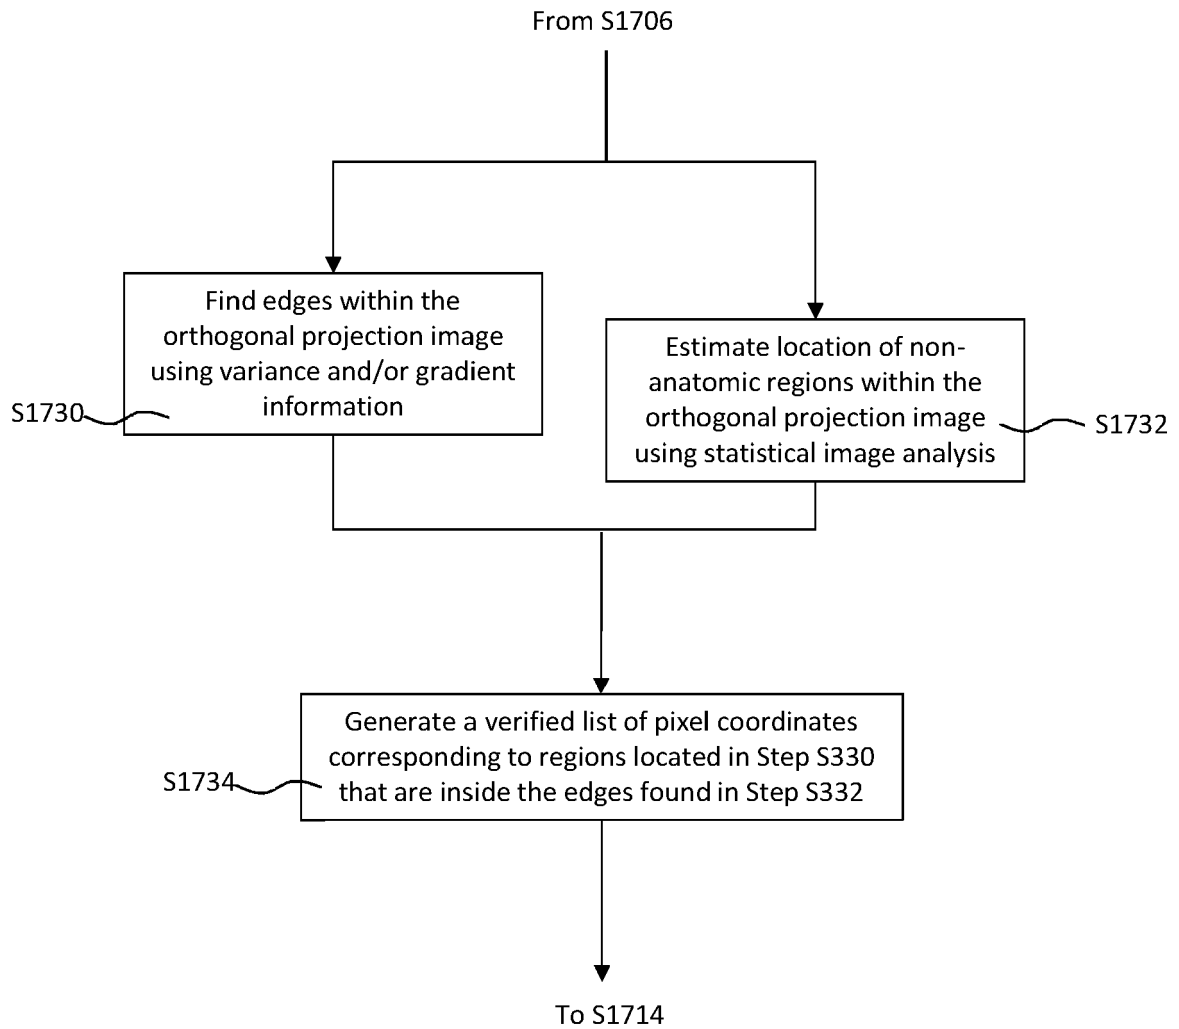 From S1706
Find edges within the
orthogonal projection image
using variance and/or gradient
information
S1730
Estimate location of non-
anatomic regions within the
orthogonal projection image
using statistical image analysis
S1732
Generate a verified list of pixel coordinates
corresponding to regions located in Step S330
that are inside the edges found in Step S332
S1734
To S1714